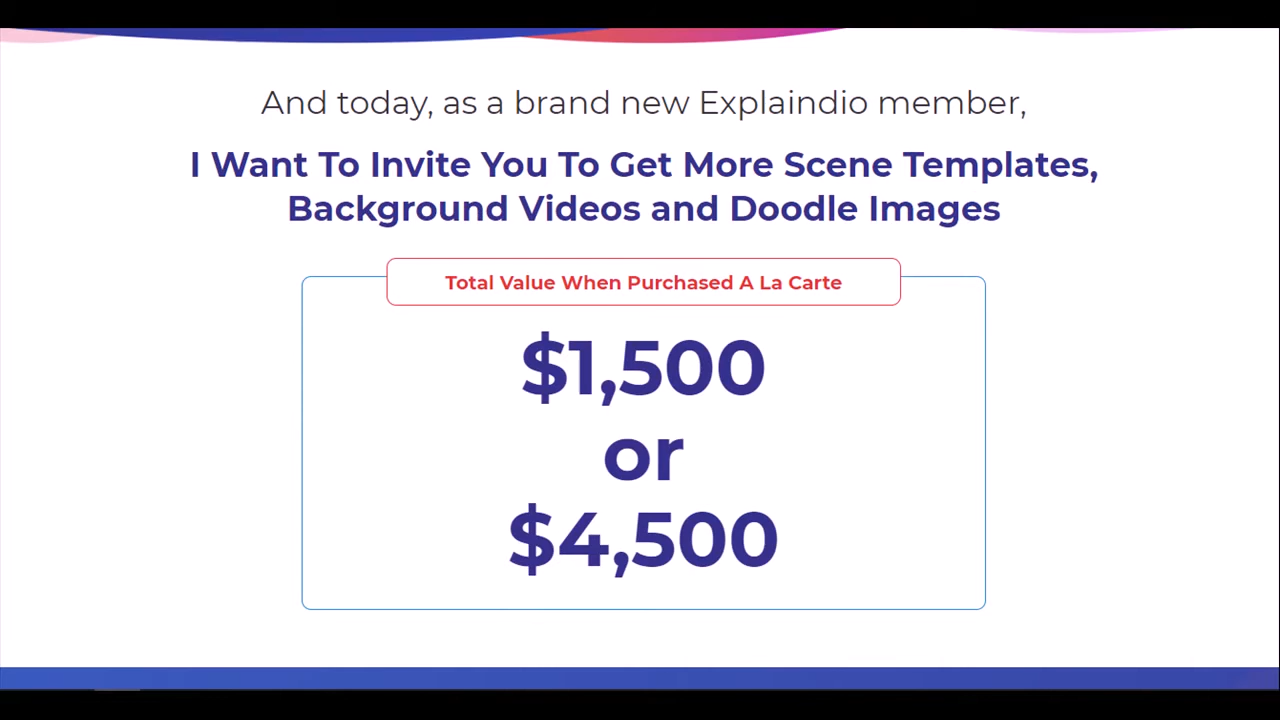 And today, as a brand new Explaindio member,
I Want To Invite You To Get More Scene Templates,
Background Videos and Doodle Images
Total Value When Purchased A La Carte
$1,500
or
$4,500